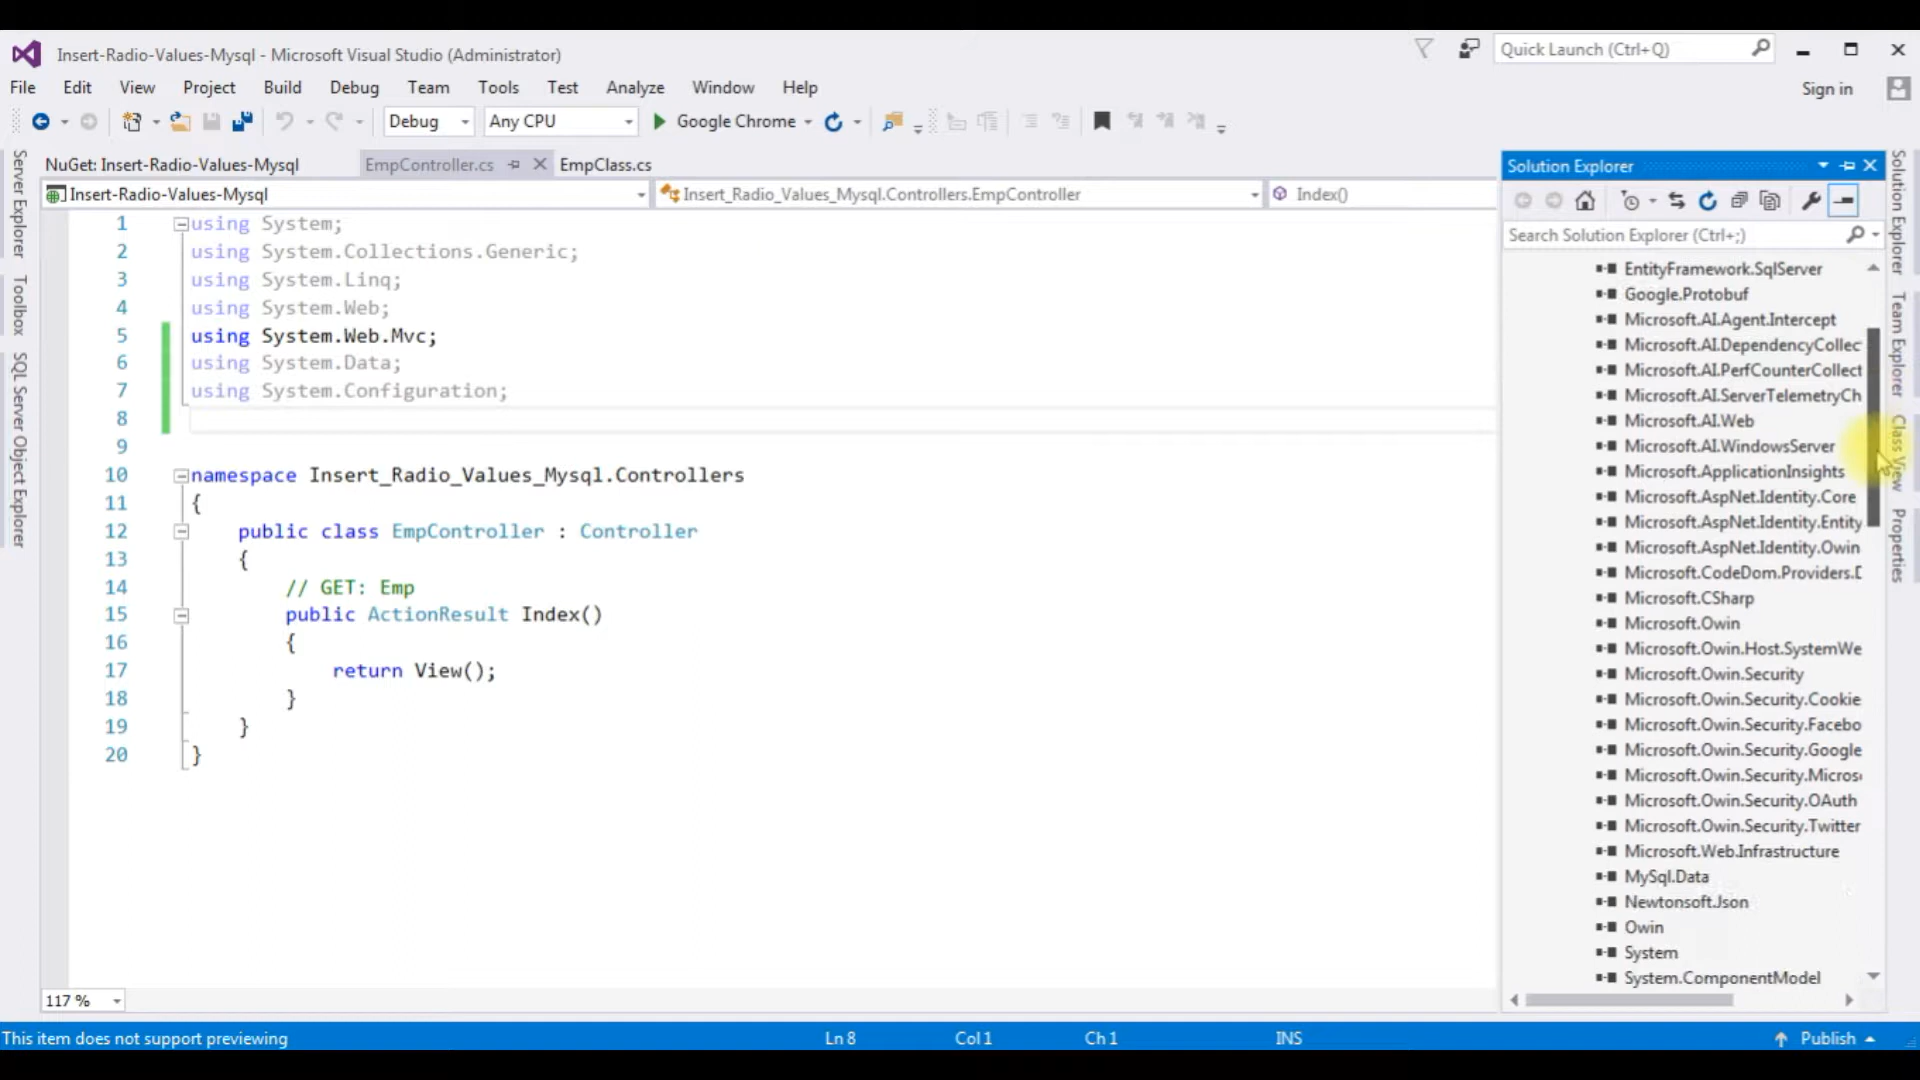 Insert-Radio-Values-Mysql - Microsoft Visual Studio (Administrator)
Quick Launch (Ctrl+Q)
File Edit View Project Build Debug Team Tools Test Analyze Window Help
Sign in
Debug Any CPU Google Chrome
Server Explorer
Toolbox
SQL Server Object Explorer
NuGet: Insert-Radio-Values-Mysql EmpController.cs EmpClass.cs
Insert-Radio-Values-Mysql Insert_Radio_Values_Mysql.Controllers.EmpController Index()
1 using System;
2 using System.Collections.Generic;
3 using System.Linq;
4 using System.Web;
5 using System.Web.Mvc;
6 using System.Data;
7 using System.Configuration;
8
9
10 namespace Insert_Radio_Values_Mysql.Controllers
11 {
12 public class EmpController : Controller
13 {
14 // GET: Emp
15 public ActionResult Index()
16 {
17 return View();
18 }
19 }
20 }
117 %
Solution Explorer
Search Solution Explorer (Ctrl+;)
EntityFramework.SqlServer
Google.Protobuf
Microsoft.AI.Agent.Intercept
Microsoft.AI.DependencyCollec
Microsoft.AI.PerfCounterCollect
Microsoft.AI.ServerTelemetryCh
Microsoft.AI.Web
Microsoft.AI.WindowsServer
Microsoft.ApplicationInsights
Microsoft.AspNet.Identity.Core
Microsoft.AspNet.Identity.Entity
Microsoft.AspNet.Identity.Owin
Microsoft.CodeDom.Providers.D
Microsoft.CSharp
Microsoft.Owin
Microsoft.Owin.Host.SystemWe
Microsoft.Owin.Security
Microsoft.Owin.Security.Cookie
Microsoft.Owin.Security.Facebo
Microsoft.Owin.Security.Google
Microsoft.Owin.Security.Micros
Microsoft.Owin.Security.OAuth
Microsoft.Owin.Security.Twitter
Microsoft.Web.Infrastructure
MySql.Data
Newtonsoft.Json
Owin
System
System.ComponentModel
Solution Explorer
Team Explorer
Class View
Properties
This item does not support previewing Ln 8 Col 1 Ch 1 INS Publish